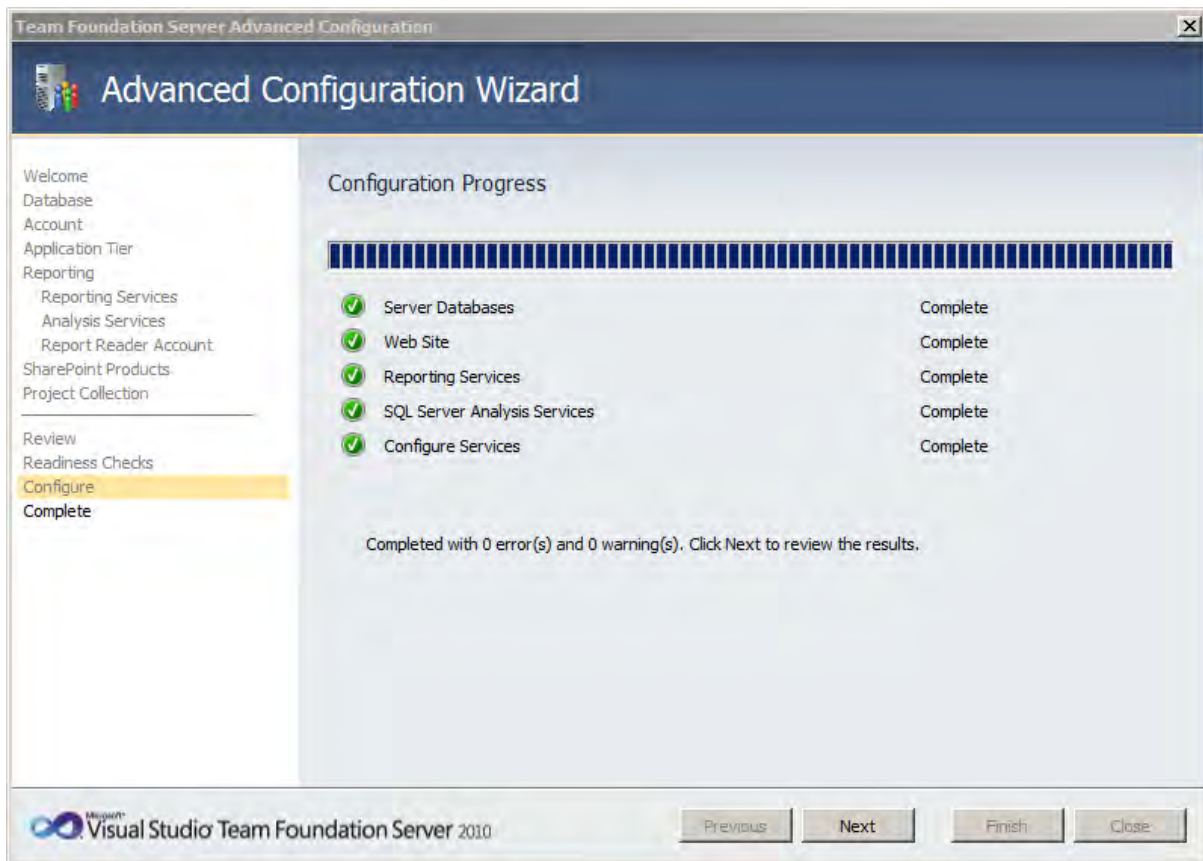 Team Foundation Server Advanced Configuration
Advanced Configuration Wizard
Welcome
Database
Account
Application Tier
Reporting
Reporting Services
Analysis Services
Report Reader Account
SharePoint Products
Project Collection
Review
Readiness Checks
Configure
Complete
Configuration Progress
Server Databases Complete
Web Site Complete
Reporting Services Complete
SQL Server Analysis Services Complete
Configure Services Complete
Completed with 0 error(s) and 0 warning(s). Click Next to review the results.
Microsoft
Visual Studio Team Foundation Server 2010
Previous Next Finish Close